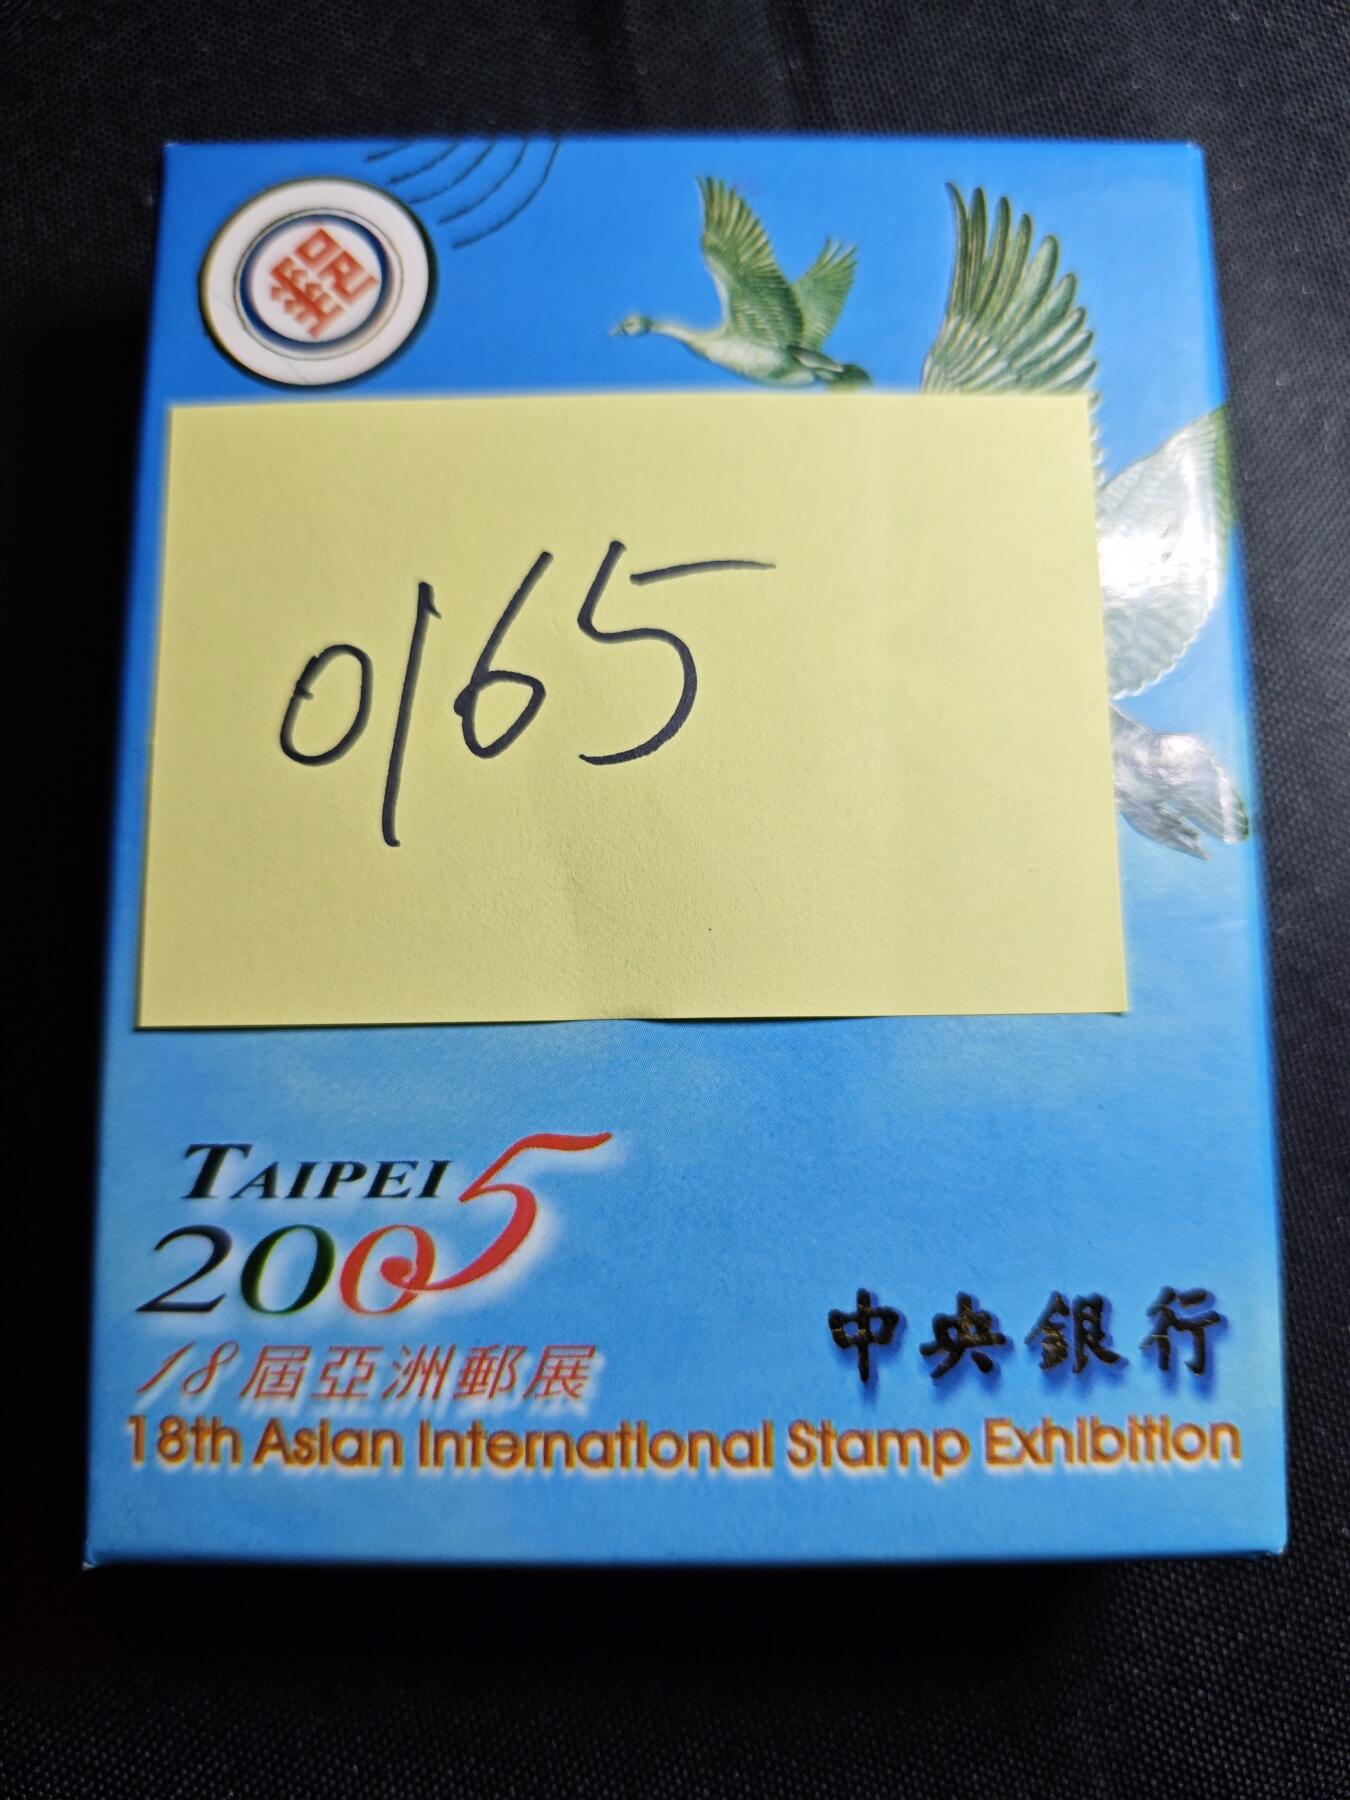 0165
TAIPEI
2005
18屆亞洲郵展
中央銀行
18th Asian International Stamp Exhibition